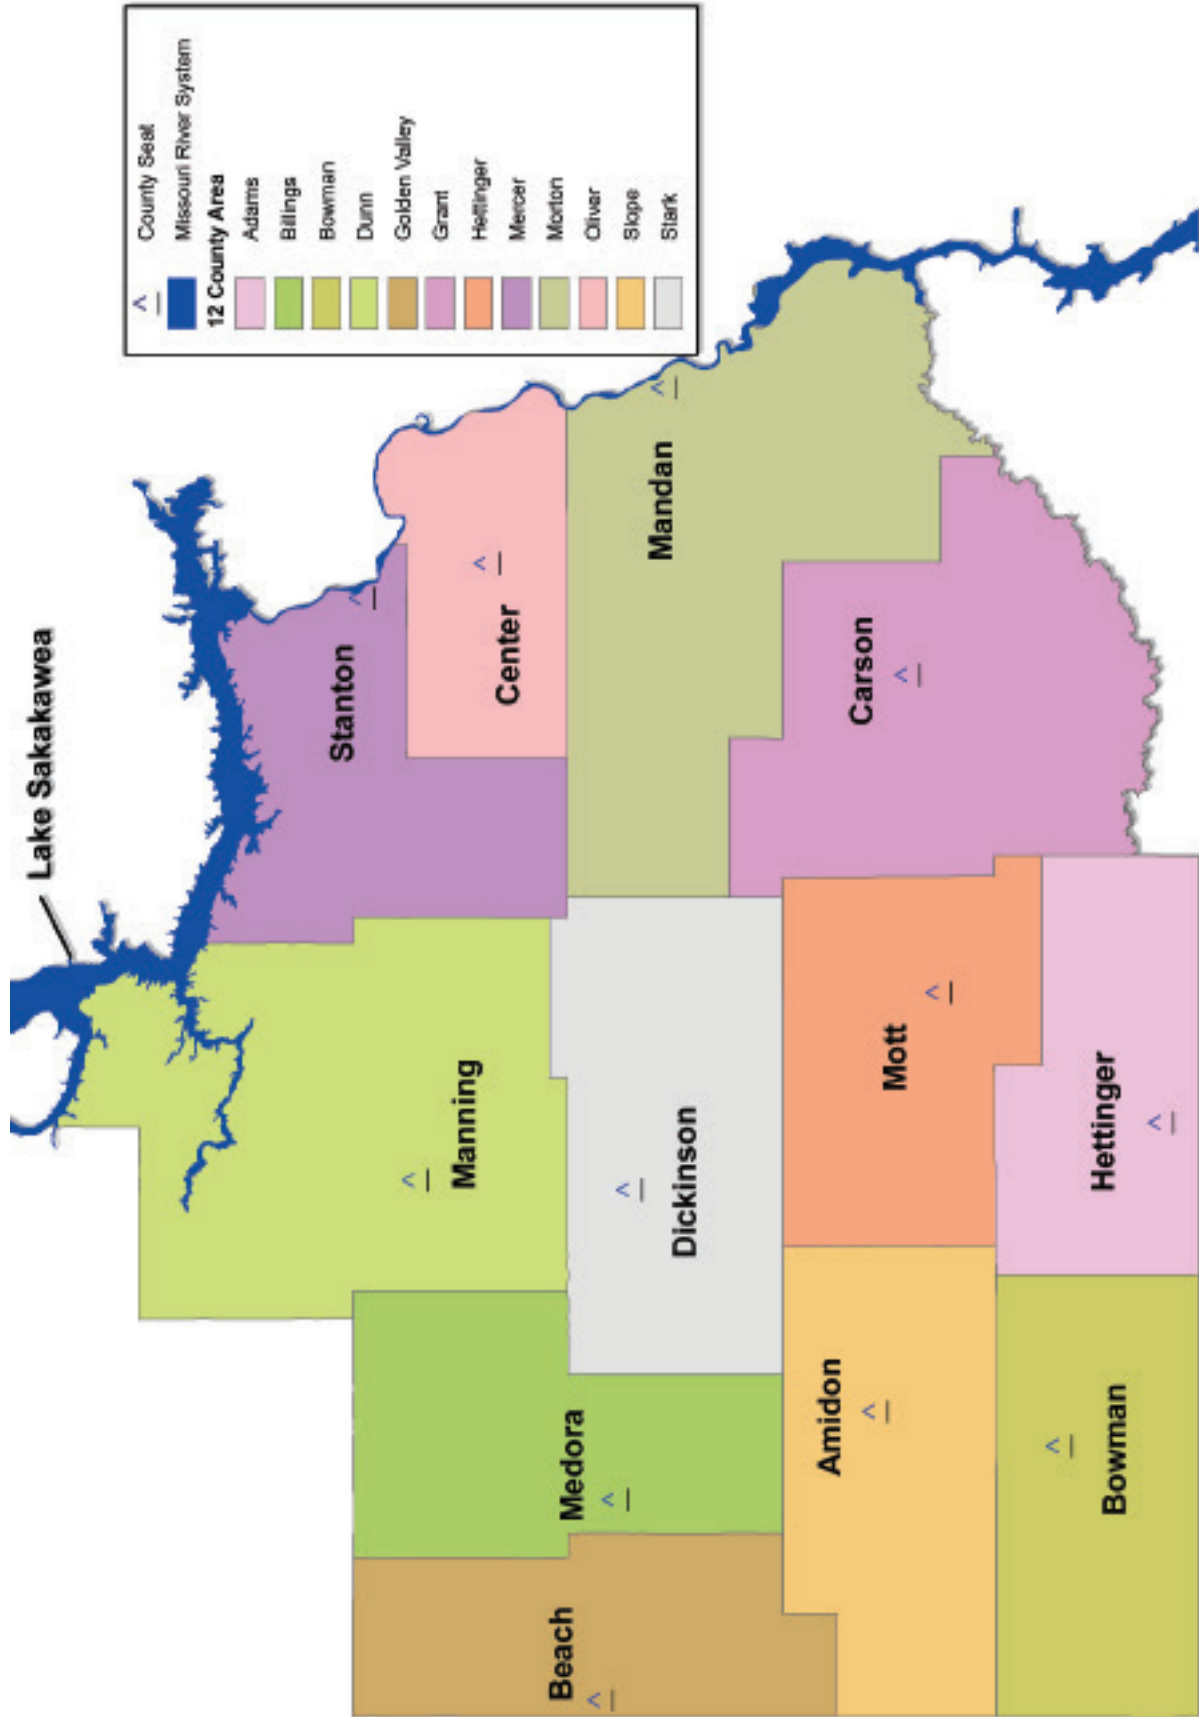 Lake Sakakawea
Stanton
Center
Mandan
Carson
Manning
Dickinson
Mott
Hettinger
Medora
Beach
Amidon
Bowman
County Seat
Missouri River System
12 County Area
Adams
Billings
Bowman
Dunn
Golden Valley
Grant
Hettinger
Mercer
Morton
Oliver
Slope
Stark